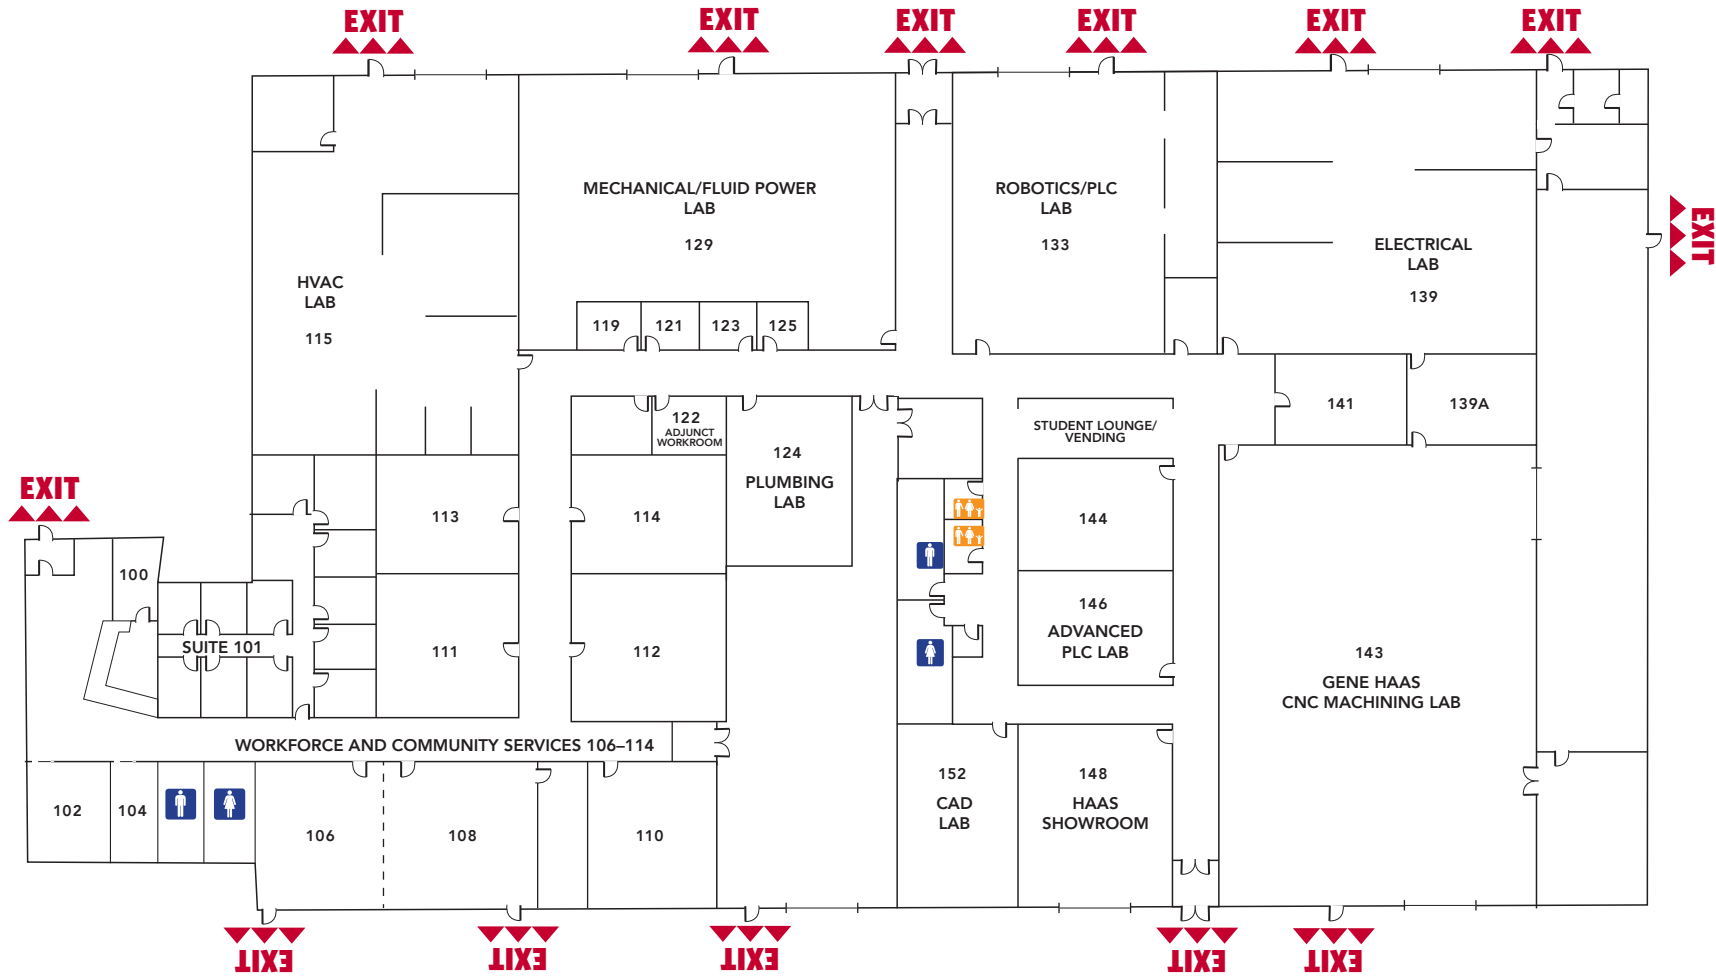 EXIT
EXIT
EXIT
EXIT
EXIT
EXIT
MECHANICAL/FLUID POWER
LAB
129
ROBOTICS/PLC
LAB
133
EXIT
ELECTRICAL
LAB
139
HVAC
LAB
115
119
121
123
125
141
139A
122
ADJUNCT
WORKROOM
STUDENT LOUNGE/
VENDING
124
PLUMBING
LAB
EXIT
113
114
144
100
146
ADVANCED
PLC LAB
SUITE 101
111
112
143
GENE HAAS
CNC MACHINING LAB
WORKFORCE AND COMMUNITY SERVICES 106–114
152
CAD
LAB
148
HAAS
SHOWROOM
102
104
106
108
110
EXIT
EXIT
EXIT
EXIT
EXIT